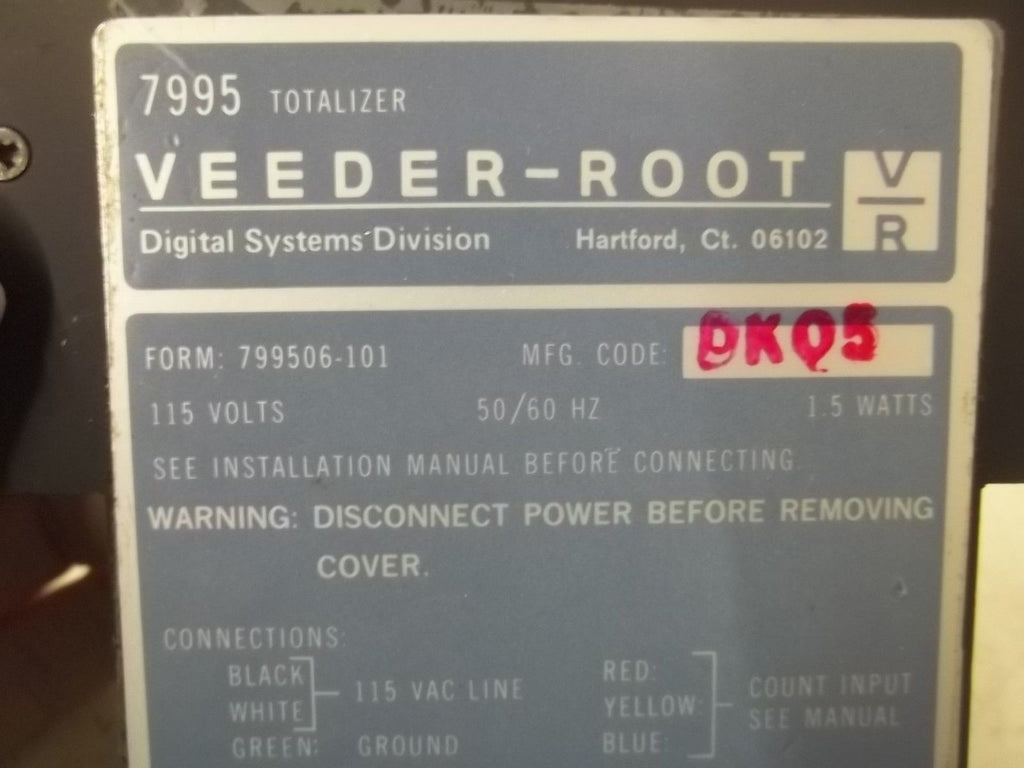 7995 TOTALIZER
VEEDER-ROOT
V
R
Digital Systems Division Hartford, Ct. 06102
FORM: 799506-101 MFG. CODE: DKQ5
115 VOLTS 50/60 HZ 1.5 WATTS
SEE INSTALLATION MANUAL BEFORE CONNECTING
WARNING: DISCONNECT POWER BEFORE REMOVING
COVER.
CONNECTIONS:
BLACK
WHITE
115 VAC LINE
GREEN: GROUND
RED:
YELLOW:
BLUE:
COUNT INPUT
SEE MANUAL